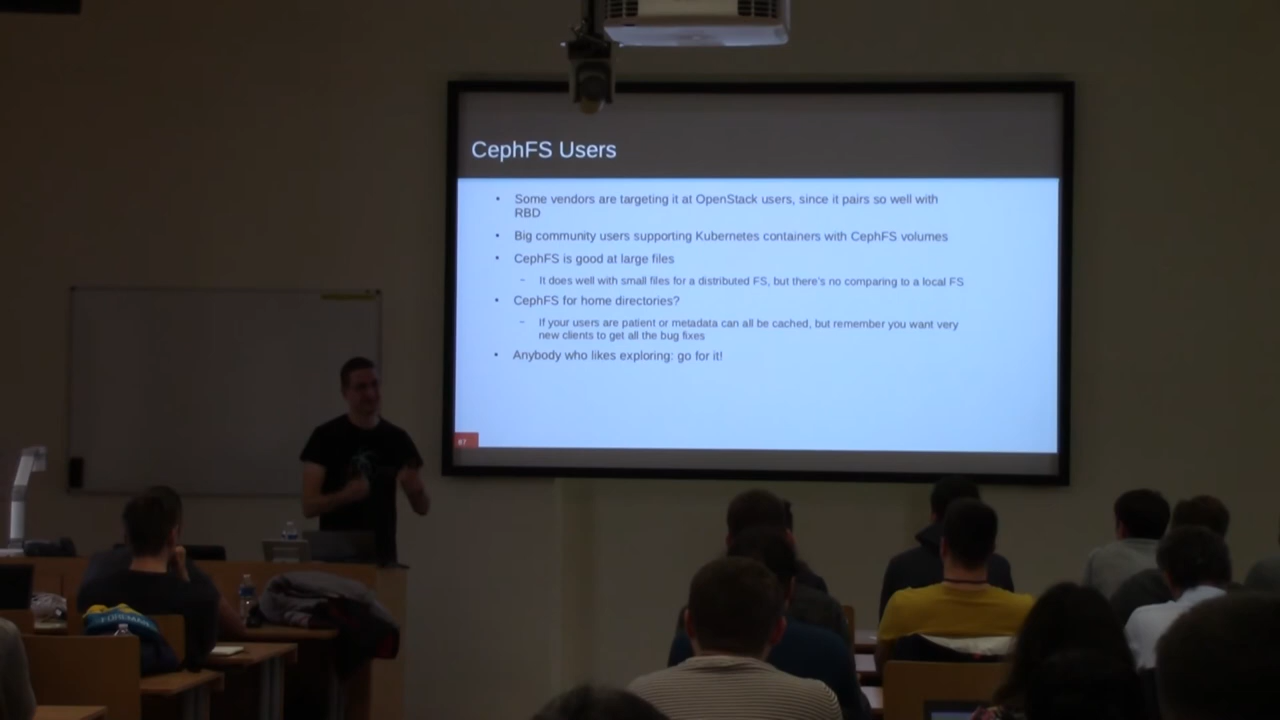 CephFS Users
• Some vendors are targeting it at OpenStack users, since it pairs so well with
RBD
• Big community users supporting Kubernetes containers with CephFS volumes
• CephFS is good at large files
– It does well with small files for a distributed FS, but there's no comparing to a local FS
• CephFS for home directories?
– If your users are patient or metadata can all be cached, but remember you want very
new clients to get all the bug fixes
• Anybody who likes exploring: go for it!